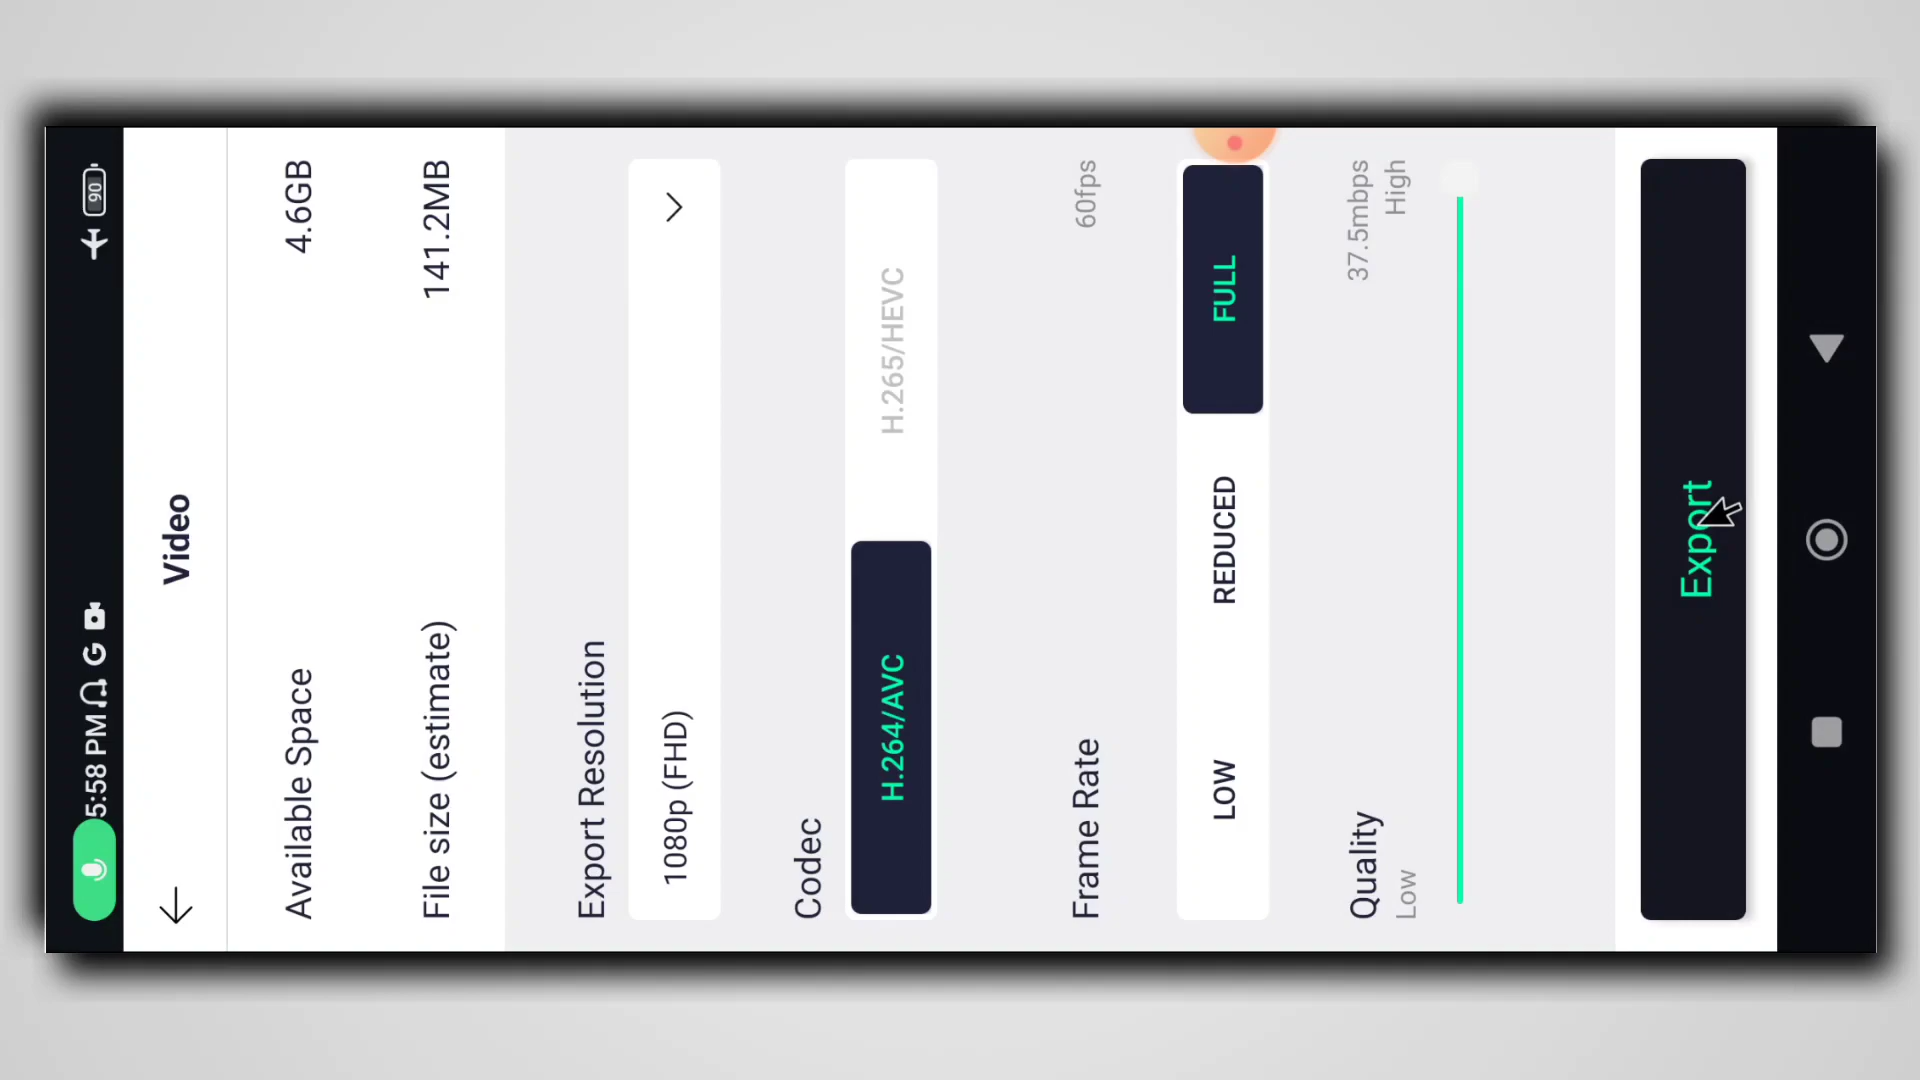 5:58 PM G 90
Video
Available Space 4.6GB
File size (estimate) 141.2MB
Export Resolution
1080p (FHD)
Codec
H.264/AVC H.265/HEVC
Frame Rate 60fps
LOW REDUCED FULL
Quality 37.5mbps
Low High
Export